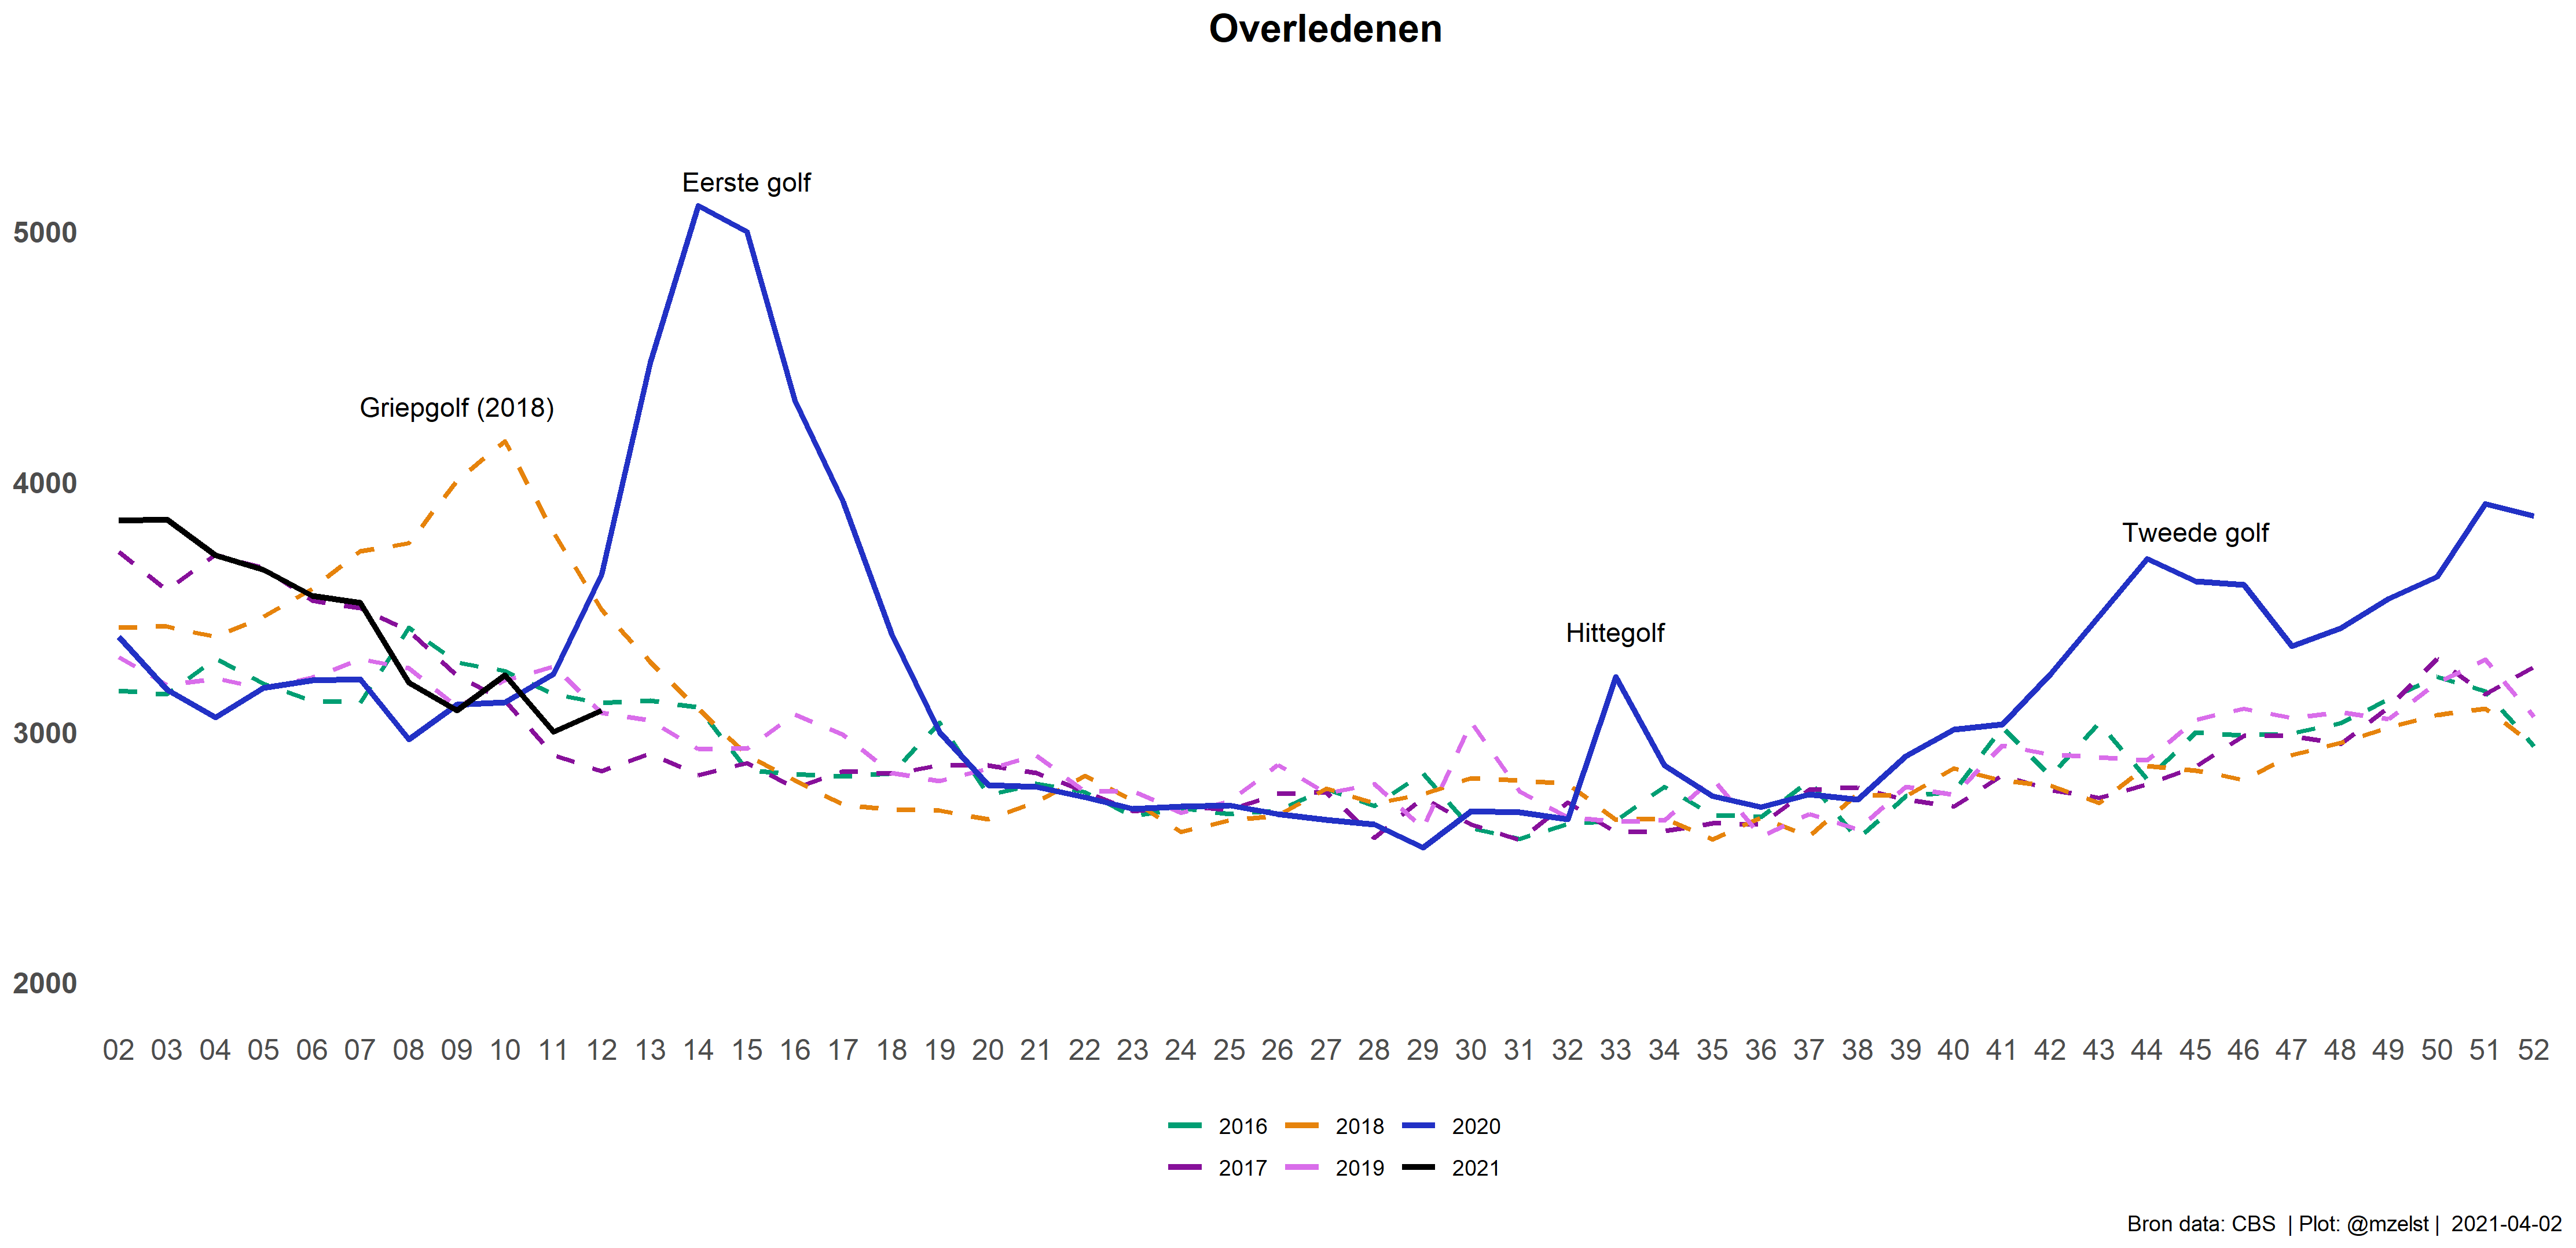 Overledenen
Eerste golf
5000
Griepgolf (2018)
4000
Tweede golf
Hittegolf
3000
2000
02 03 04 05 06 07 08 09 10 11 12 13 14 15 16 17 18 19 20 21 22 23 24 25 26 27 28 29 30 31 32 33 34 35 36 37 38 39 40 41 42 43 44 45 46 47 48 49 50 51 52
2016 2018 2020
2017 2019 2021
Bron data: CBS | Plot: @mzelst | 2021-04-02